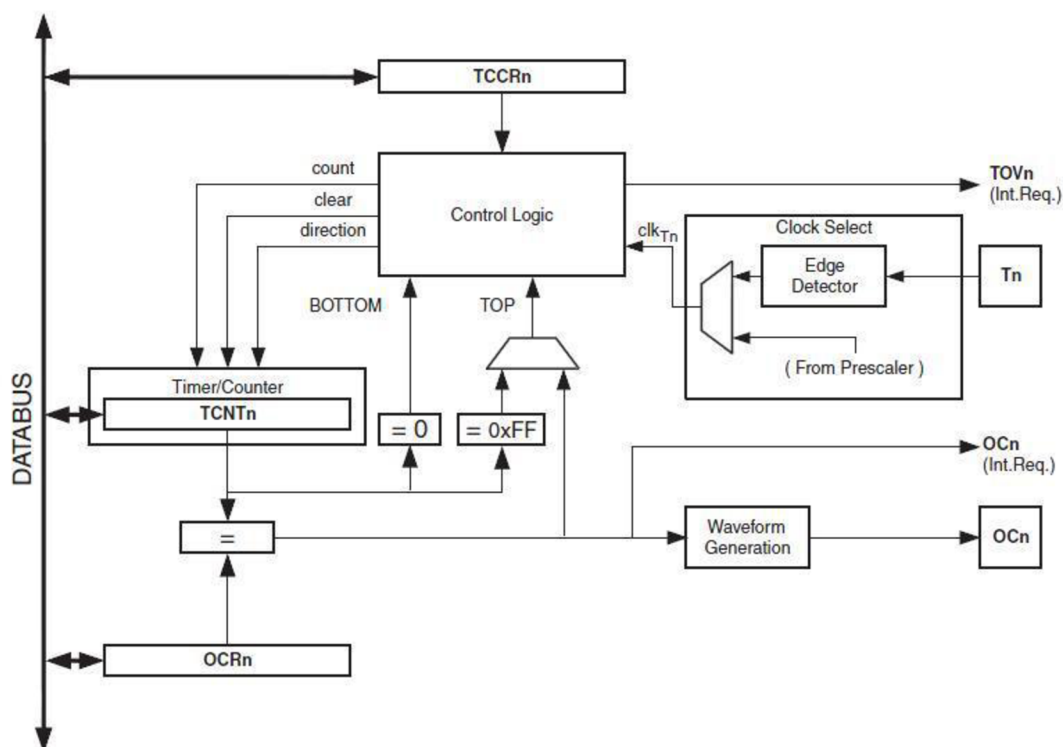 TCCRn
count
clear
direction
Control Logic
TOVn
(Int.Req.)
clkTn
Clock Select
Edge
Detector
Tn
( From Prescaler )
BOTTOM
TOP
DATABUS
Timer/Counter
TCNTn
= 0
= 0xFF
OCn
(Int.Req.)
=
Waveform
Generation
OCn
OCRn